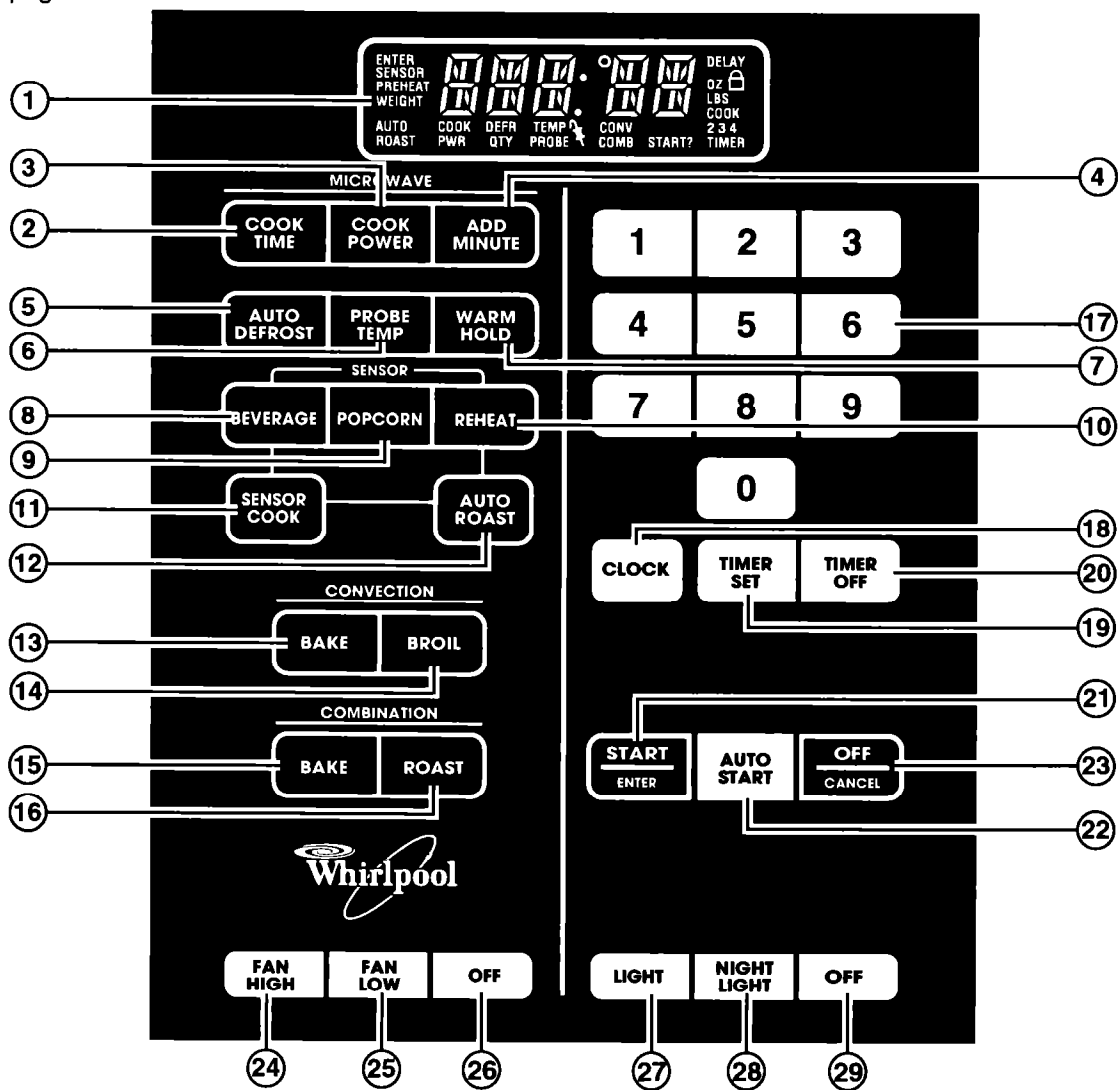 ENTER
SENSOR
PREHEAT
WEIGHT
AUTO
ROAST
COOK
PWR
DEFR
QTY
TEMP
PROBE
CONV
COMB
START?
DELAY
OZ
LBS
COOK
2 3 4
TIMER
1
3
4
MICROWAVE
2
COOK
TIME
COOK
POWER
ADD
MINUTE
1 2 3
5
AUTO
DEFROST
PROBE
TEMP
WARM
HOLD
4 5 6
17
6
7
SENSOR
8
BEVERAGE
POPCORN
REHEAT
7 8 9
10
9
11
SENSOR
COOK
AUTO
ROAST
0
12
18
CLOCK
TIMER
SET
TIMER
OFF
20
19
CONVECTION
13
BAKE
BROIL
14
COMBINATION
15
BAKE
ROAST
16
21
START
ENTER
AUTO
START
OFF
CANCEL
23
22
Whirlpool
FAN
HIGH
FAN
LOW
OFF
LIGHT
NIGHT
LIGHT
OFF
24 25 26 27 28 29